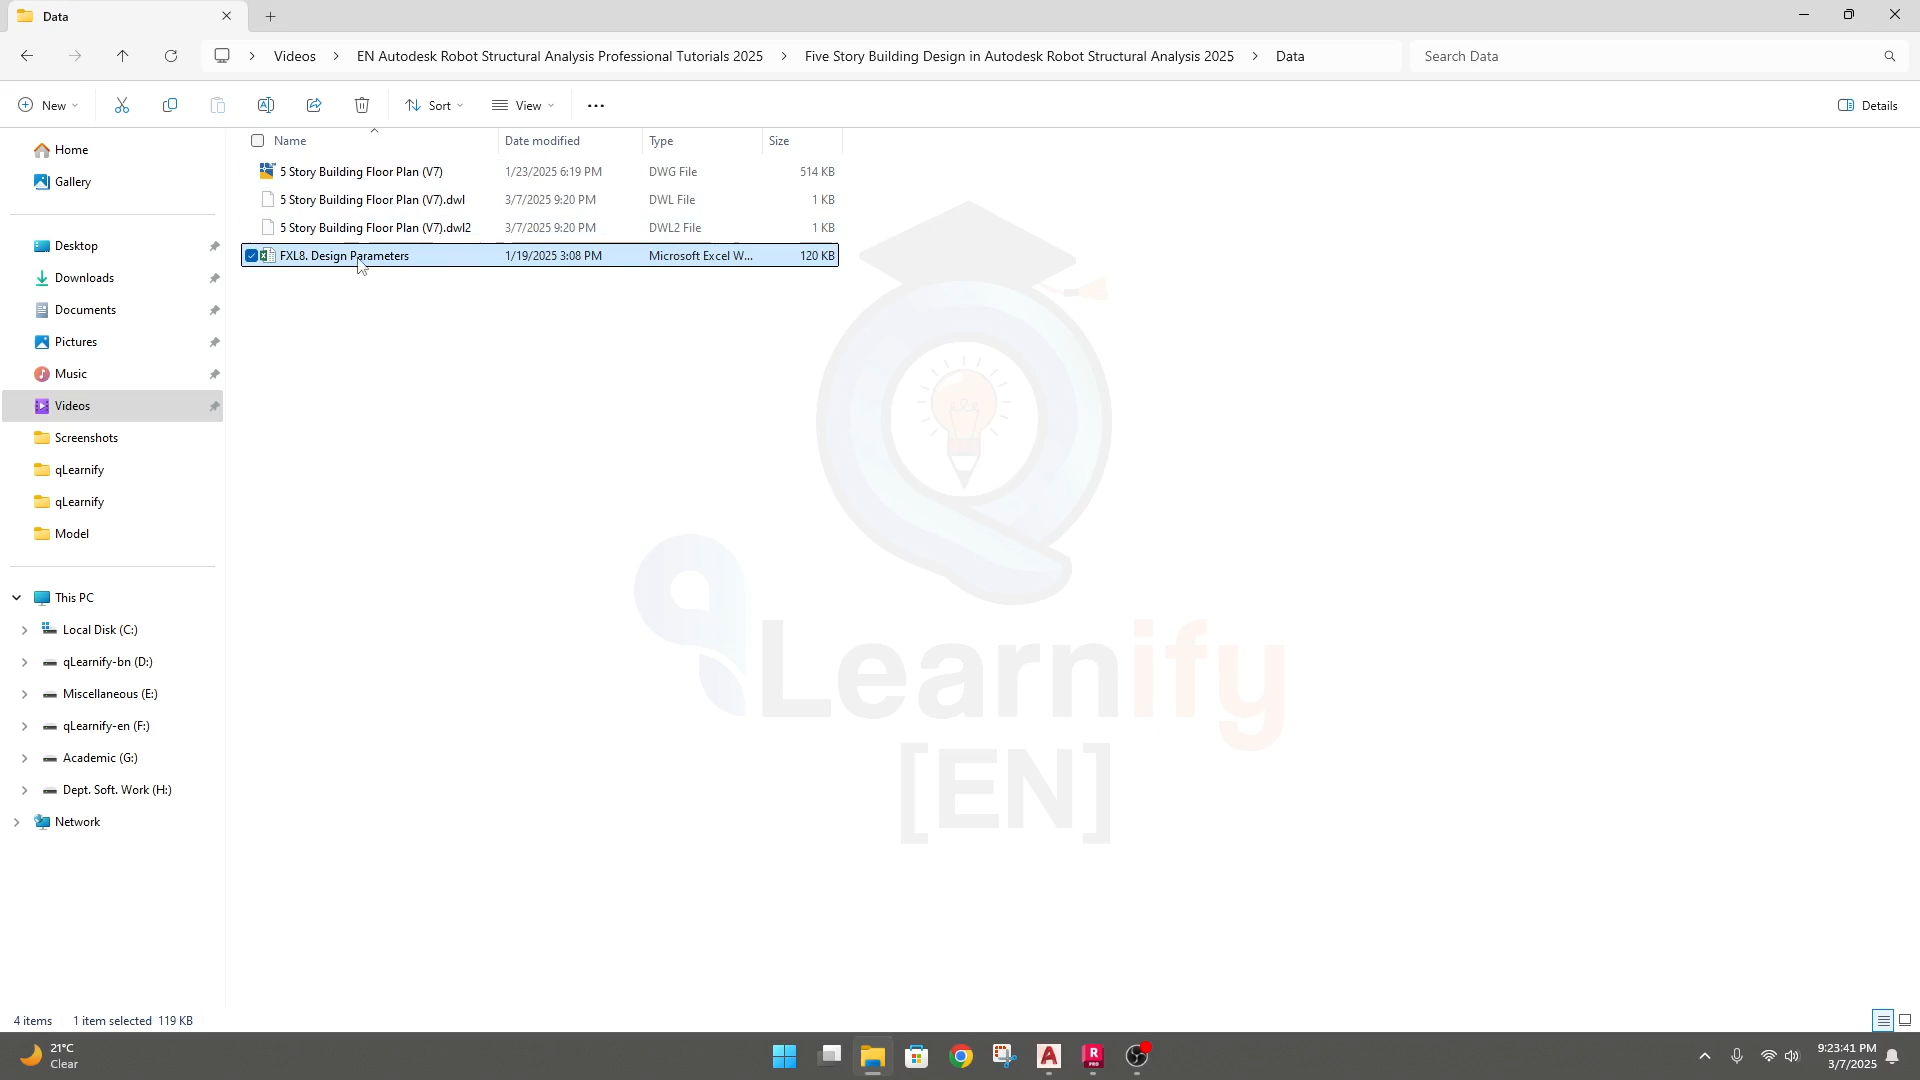 Data
Videos
EN Autodesk Robot Structural Analysis Professional Tutorials 2025
Five Story Building Design in Autodesk Robot Structural Analysis 2025
Data
Search Data
New
Sort
View
Details
Name
Date modified
Type
Size
5 Story Building Floor Plan (V7)
1/23/2025 6:19 PM
DWG File
514 KB
5 Story Building Floor Plan (V7).dwl
3/7/2025 9:20 PM
DWL File
1 KB
5 Story Building Floor Plan (V7).dwl2
3/7/2025 9:20 PM
DWL2 File
1 KB
FXL8. Design Parameters
1/19/2025 3:08 PM
Microsoft Excel W...
120 KB
Home
Gallery
Desktop
Downloads
Documents
Pictures
Music
Videos
Screenshots
qLearnify
qLearnify
Model
This PC
Local Disk (C:)
qLearnify-bn (D:)
Miscellaneous (E:)
qLearnify-en (F:)
Academic (G:)
Dept. Soft. Work (H:)
Network
qLearnify
[EN]
4 items
1 item selected 119 KB
21°C
Clear
9:23:41 PM
3/7/2025